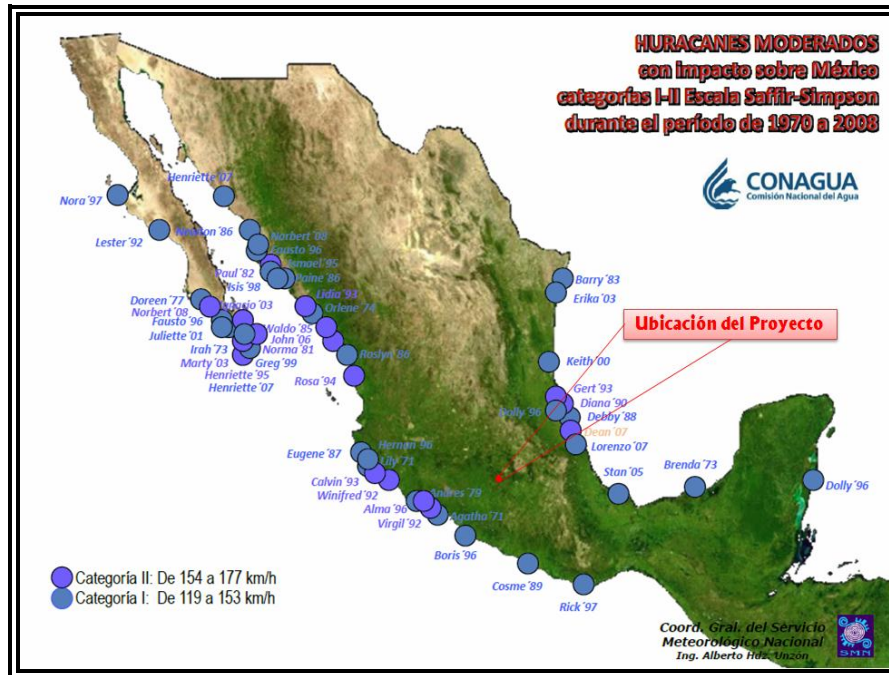 HURACANES MODERADOS
con impacto sobre México
categorías I-II Escala Saffir-Simpson
durante el período de 1970 a 2008
CONAGUA
Comisión Nacional del Agua
Henriette´07
Nora´97
Lester´92
Newton´86
Norbert´08
Fausto´96
Ismael´95
Paul´82
Paine´86
Isis´98
Barry´83
Erika´03
Doreen´77
Norbert´08
Ignacio´03
Lidia´93
Orlene´74
Fausto´96
Juliette´01
Waldo´85
John´06
Irah´73
Norma´81
Marty´03
Greg´99
Henriette´95
Henriette´07
Roslyn´86
Rosa´94
Ubicación del Proyecto
Keith´00
Gert´93
Diana´90
Dolly´96
Debby´88
Dean´07
Lorenzo´07
Eugene´87
Hernan´96
Lily´71
Calvin´93
Winifred´92
Andres´79
Alma´96
Virgil´92
Agatha´71
Boris´96
Cosme´89
Rick´97
Stan´05
Brenda´73
Dolly´96
Categoría II: De 154 a 177 km/h
Categoría I: De 119 a 153 km/h
Coord. Gral. del Servicio
Meteorológico Nacional
Ing. Alberto Hdz. Unzón
SMN